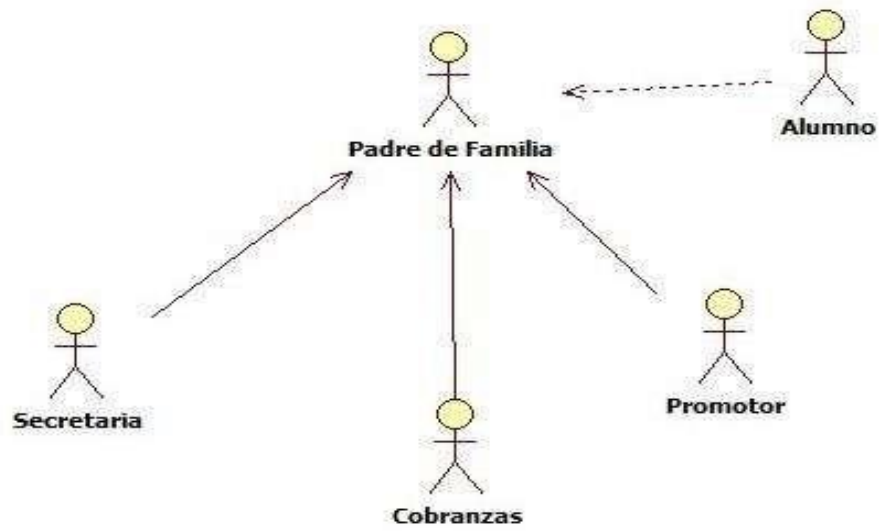 Alumno
Padre de Familia
Promotor
Secretaria
Cobranzas